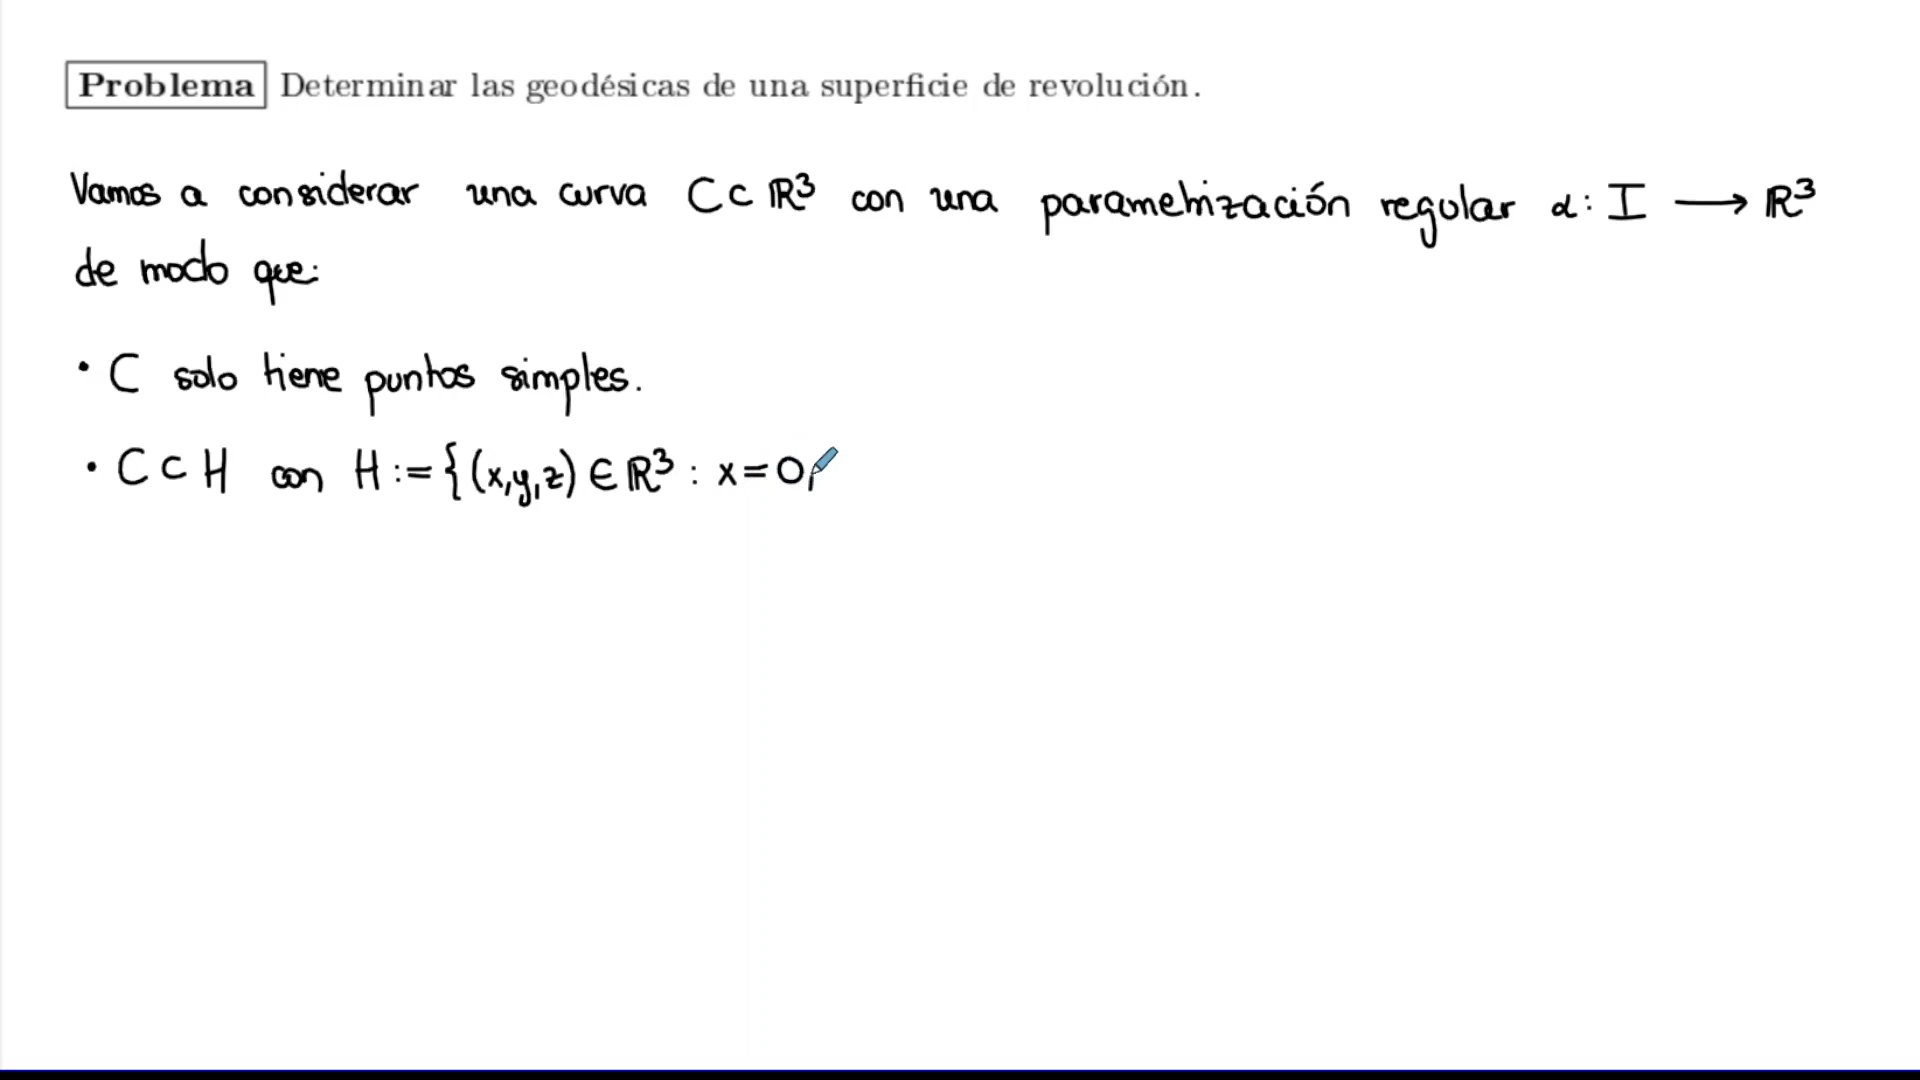 Problema Determinar las geodésicas de una superficie de revolución.
Vamos a considerar una curva C ⊂ ℝ³ con una parametrización regular α: I ⟶ ℝ³
de modo que:
• C solo tiene puntos simples.
• C ⊂ H con H := {(x,y,z) ∈ ℝ³ : x=0,